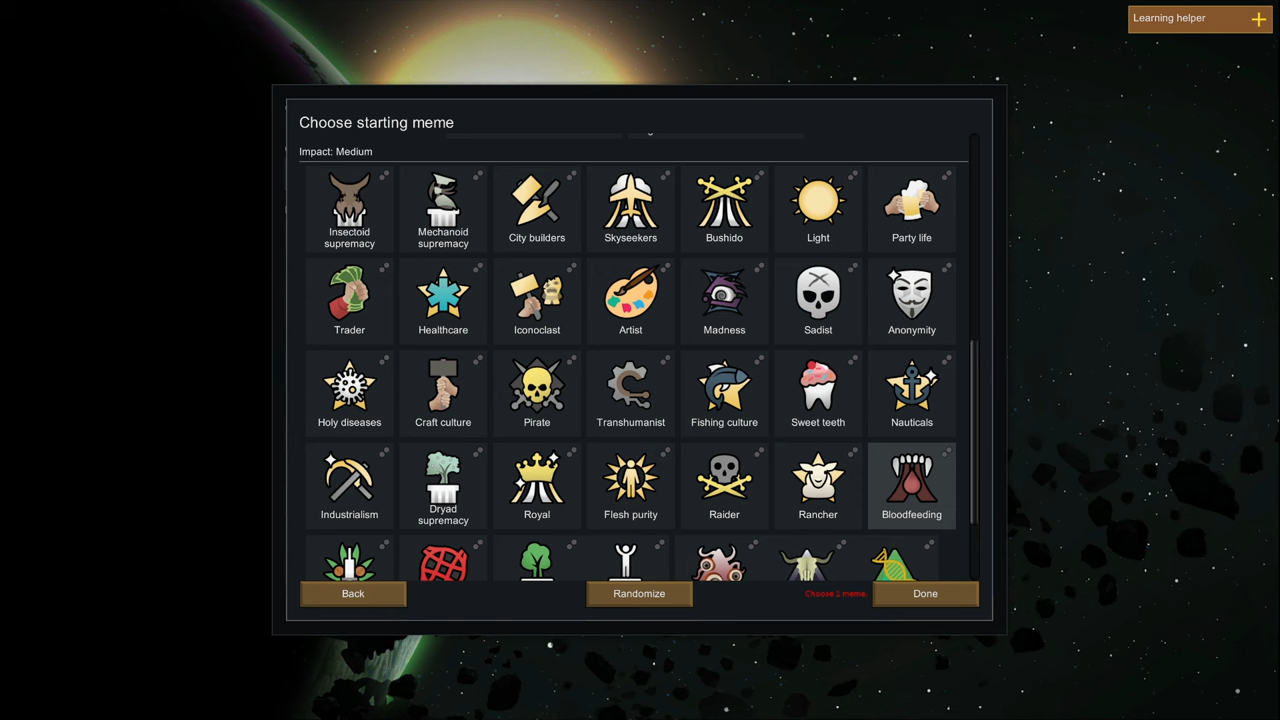 Learning helper
Choose starting meme
Impact: Medium
Insectoid supremacy
Mechanoid supremacy
City builders
Skyseekers
Bushido
Light
Party life
Trader
Healthcare
Iconoclast
Artist
Madness
Sadist
Anonymity
Holy diseases
Craft culture
Pirate
Transhumanist
Fishing culture
Sweet teeth
Nauticals
Industrialism
Dryad supremacy
Royal
Flesh purity
Raider
Rancher
Bloodfeeding
Back
Randomize
Choose 1 meme.
Done